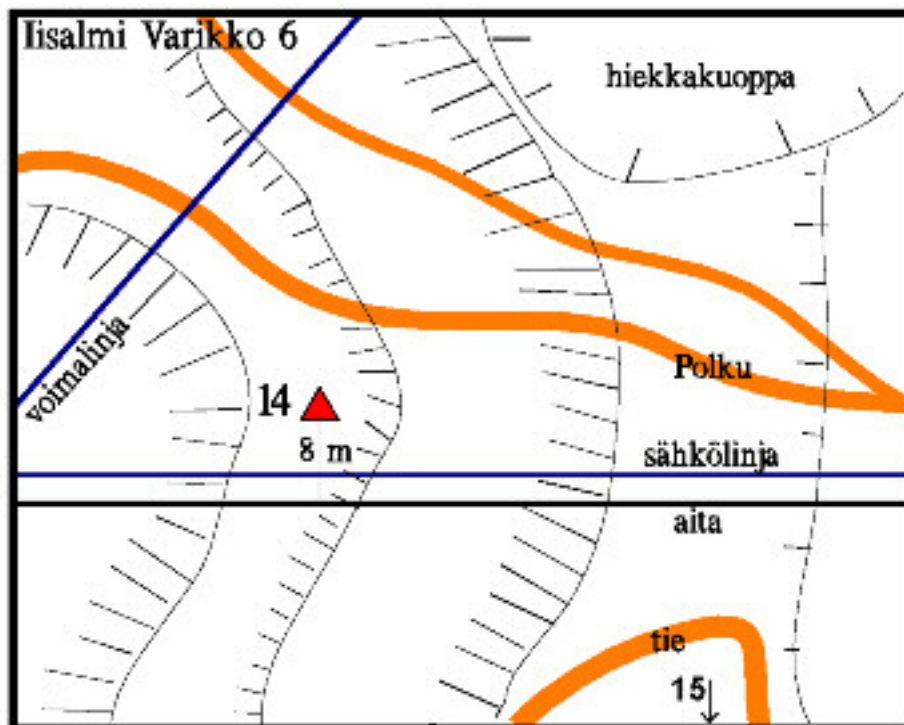 Iisalmi Varikko 6
hiekkakuoppa
voimalinja
Polku
14
8 m
sähkölinja
aita
tie
15